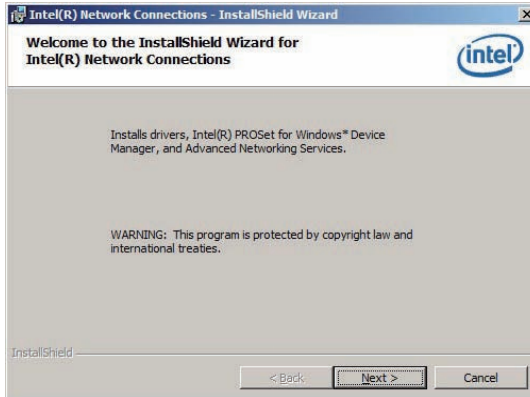 Intel(R) Network Connections - InstallShield Wizard
Welcome to the InstallShield Wizard for
Intel(R) Network Connections
intel
Installs drivers, Intel(R) PROSet for Windows* Device
Manager, and Advanced Networking Services.
WARNING: This program is protected by copyright law and
international treaties.
InstallShield
< Back
Next >
Cancel